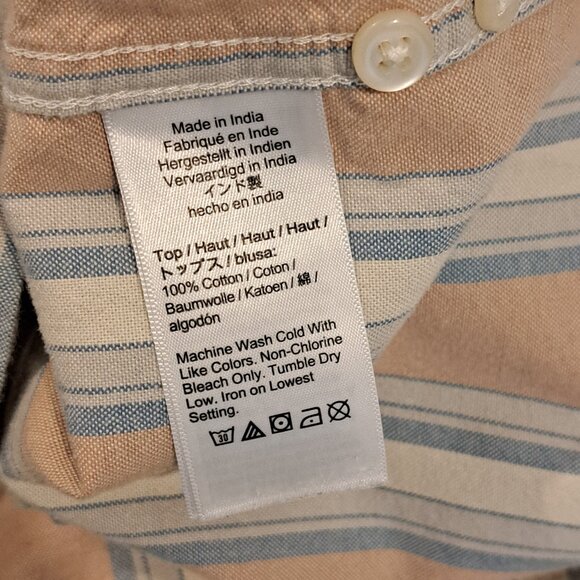 Made in India
Fabriqué en Inde
Hergestellt in Indien
Vervaardigd in India
インド製
hecho en india
Top / Haut / Haut / Haut /
トップス / blusa:
100% Cotton / Coton /
Baumwolle / Katoen / 綿 /
algodón
Machine Wash Cold With
Like Colors. Non-Chlorine
Bleach Only. Tumble Dry
Low. Iron on Lowest
Setting.
30